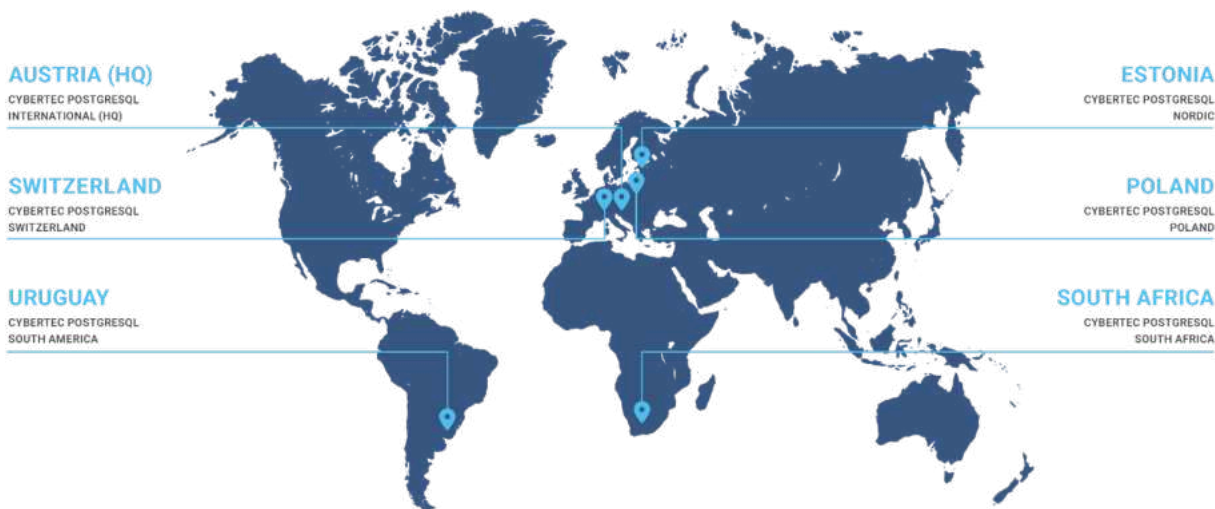 AUSTRIA (HQ)
CYBERTEC POSTGRESQL
INTERNATIONAL (HQ)
SWITZERLAND
CYBERTEC POSTGRESQL
SWITZERLAND
URUGUAY
CYBERTEC POSTGRESQL
SOUTH AMERICA
ESTONIA
CYBERTEC POSTGRESQL
NORDIC
POLAND
CYBERTEC POSTGRESQL
POLAND
SOUTH AFRICA
CYBERTEC POSTGRESQL
SOUTH AFRICA